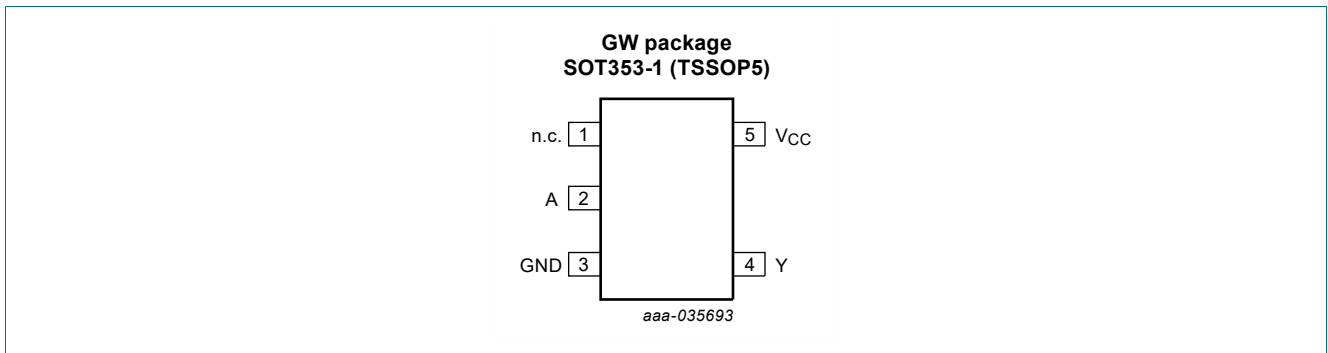 GW package
SOT353-1 (TSSOP5)
n.c. 1
5 VCC
A 2
GND 3
4 Y
aaa-035693